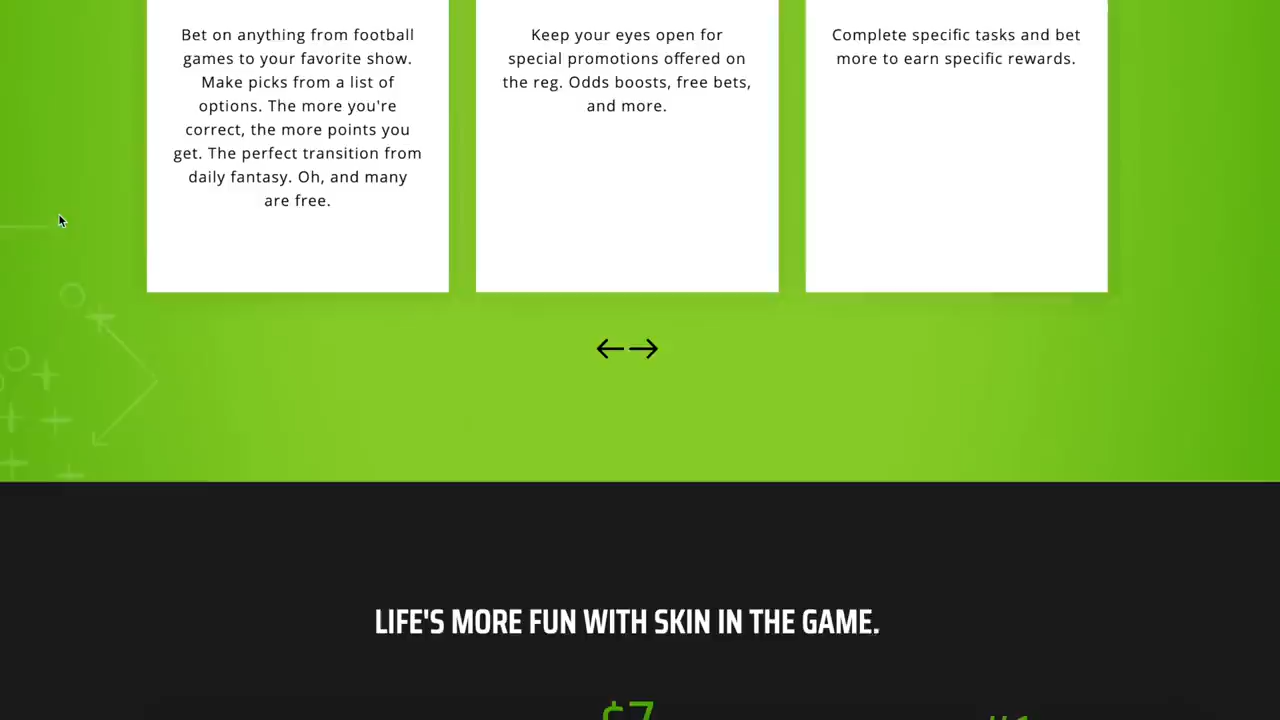 Bet on anything from football
games to your favorite show.
Make picks from a list of
options. The more you're
correct, the more points you
get. The perfect transition from
daily fantasy. Oh, and many
are free.
Keep your eyes open for
special promotions offered on
the reg. Odds boosts, free bets,
and more.
Complete specific tasks and bet
more to earn specific rewards.
LIFE'S MORE FUN WITH SKIN IN THE GAME.
$7
#1